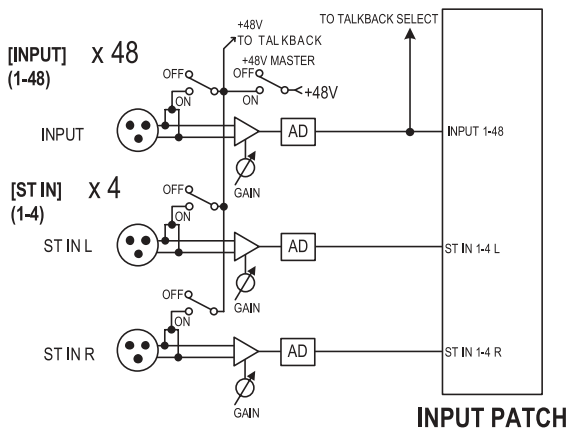 TO TALKBACK SELECT
+48V
TO TALKBACK
[INPUT] X 48
(1-48)
+48V MASTER
OFF
OFF
ON
ON
+48V
INPUT
AD
INPUT 1-48
GAIN
[ST IN] X 4
(1-4)
OFF
ON
ST IN L
AD
ST IN 1-4 L
GAIN
OFF
ON
ST IN R
AD
ST IN 1-4 R
GAIN
INPUT PATCH